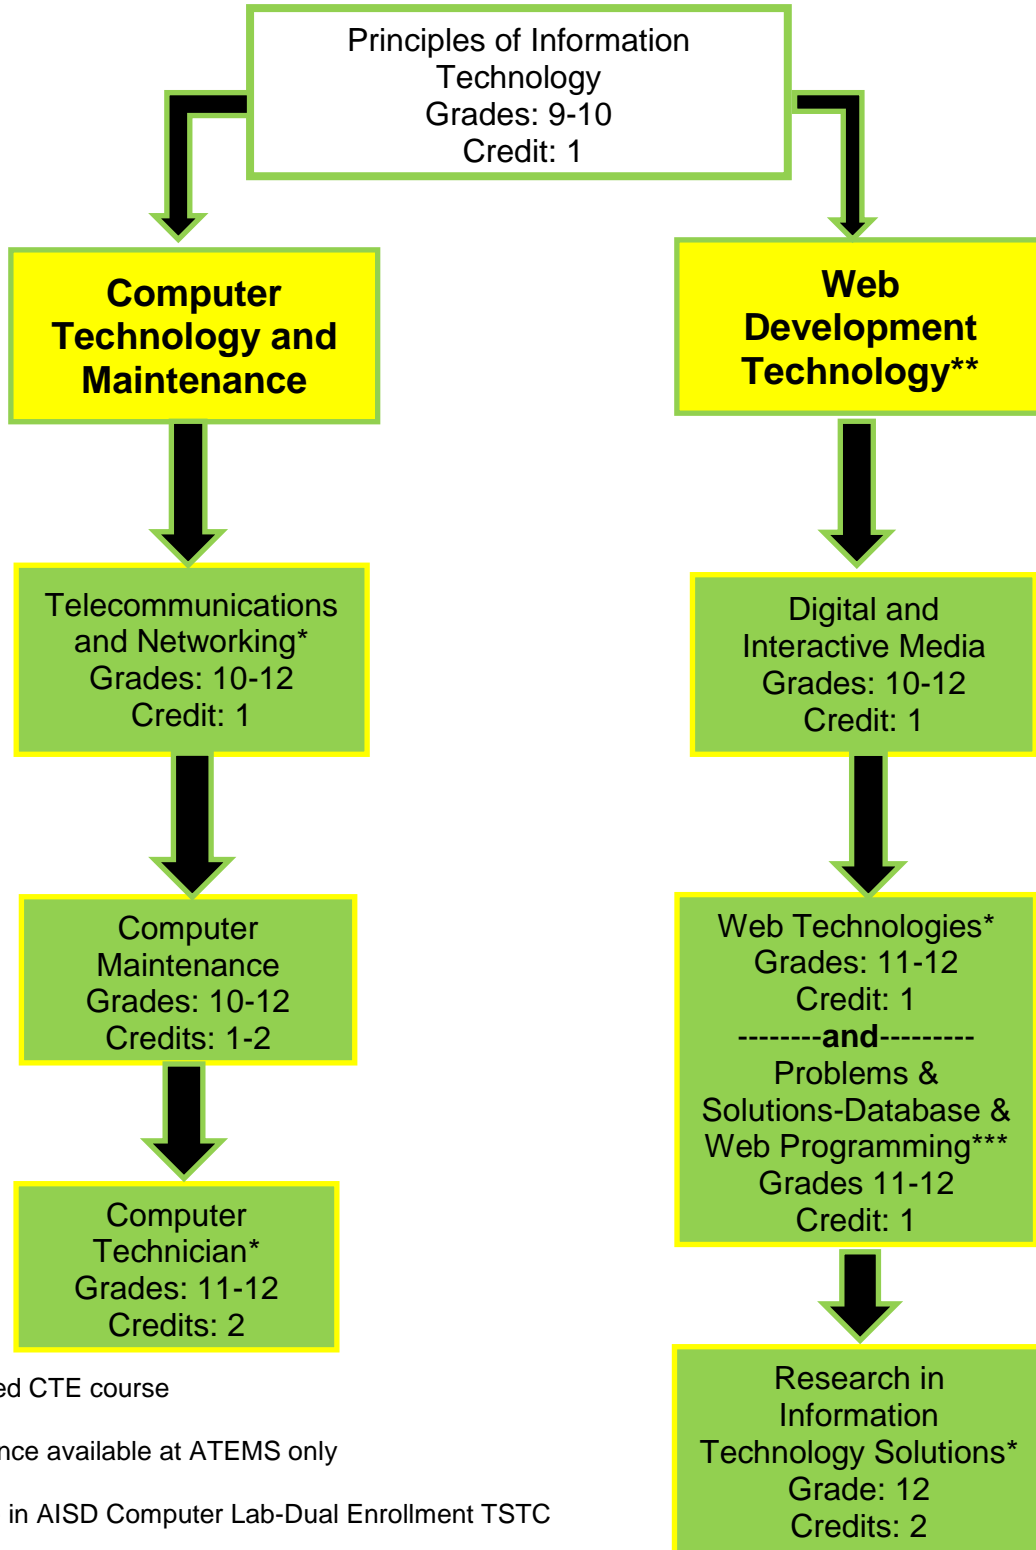 Principles of Information
Technology
Grades: 9-10
Credit: 1
Computer
Technology and
Maintenance
Web
Development
Technology**
Telecommunications
and Networking*
Grades: 10-12
Credit: 1
Digital and
Interactive Media
Grades: 10-12
Credit: 1
Computer
Maintenance
Grades: 10-12
Credits: 1-2
Web Technologies*
Grades: 11-12
Credit: 1
--------and---------
Problems &
Solutions-Database &
Web Programming***
Grades 11-12
Credit: 1
Computer
Technician*
Grades: 11-12
Credits: 2
Research in
Information
Technology Solutions*
Grade: 12
Credits: 2
CTE course
available at ATEMS only
in AISD Computer Lab-Dual Enrollment TSTC